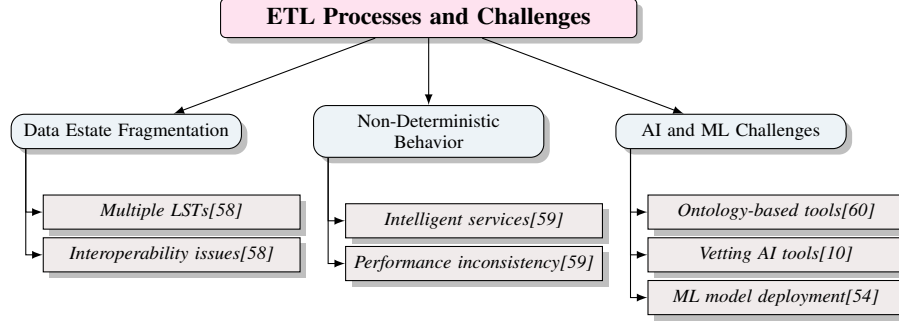 ETL Processes and Challenges
Data Estate Fragmentation
Multiple LSTs[58]
Interoperability issues[58]
Non-Deterministic
Behavior
Intelligent services[59]
Performance inconsistency[59]
AI and ML Challenges
Ontology-based tools[60]
Vetting AI tools[10]
ML model deployment[54]